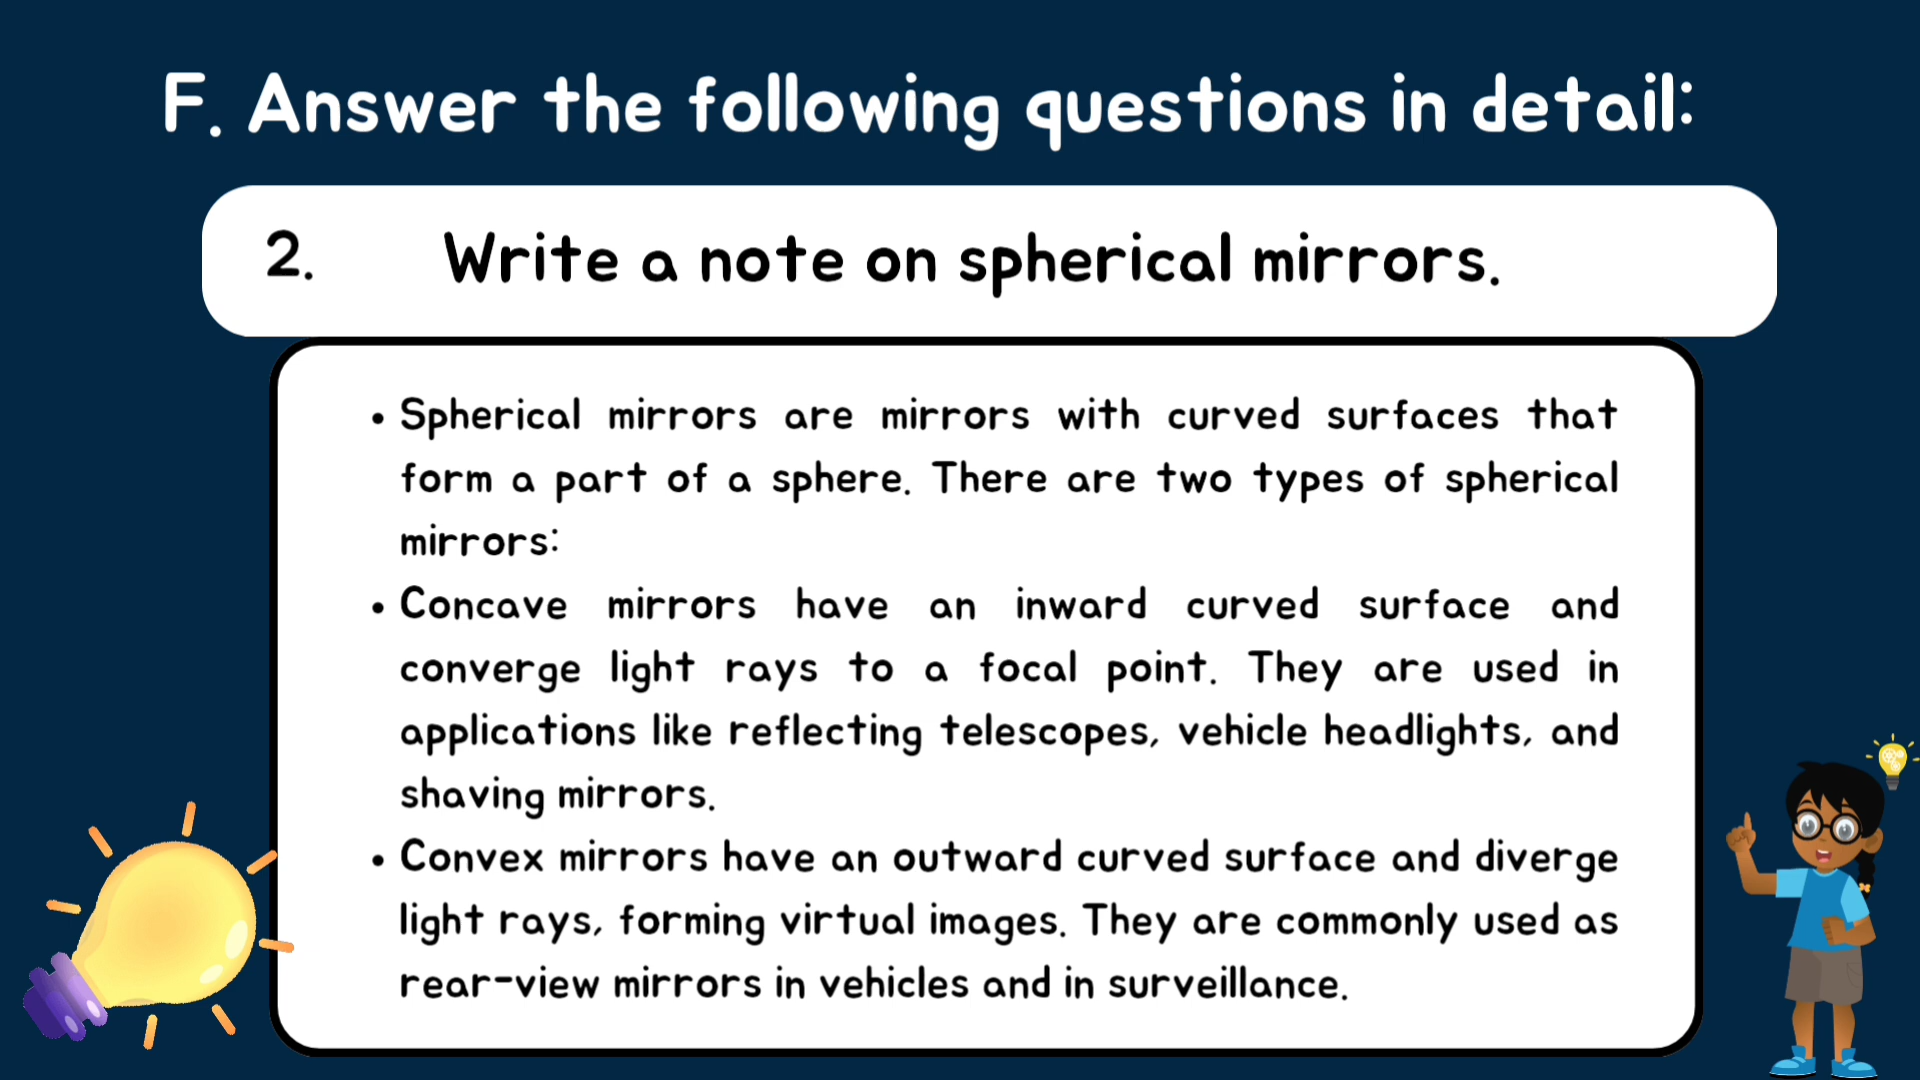 F. Answer the following questions in detail:
2. Write a note on spherical mirrors.
• Spherical mirrors are mirrors with curved surfaces that
form a part of a sphere. There are two types of spherical
mirrors:
• Concave mirrors have an inward curved surface and
converge light rays to a focal point. They are used in
applications like reflecting telescopes, vehicle headlights, and
shaving mirrors.
• Convex mirrors have an outward curved surface and diverge
light rays, forming virtual images. They are commonly used as
rear-view mirrors in vehicles and in surveillance.